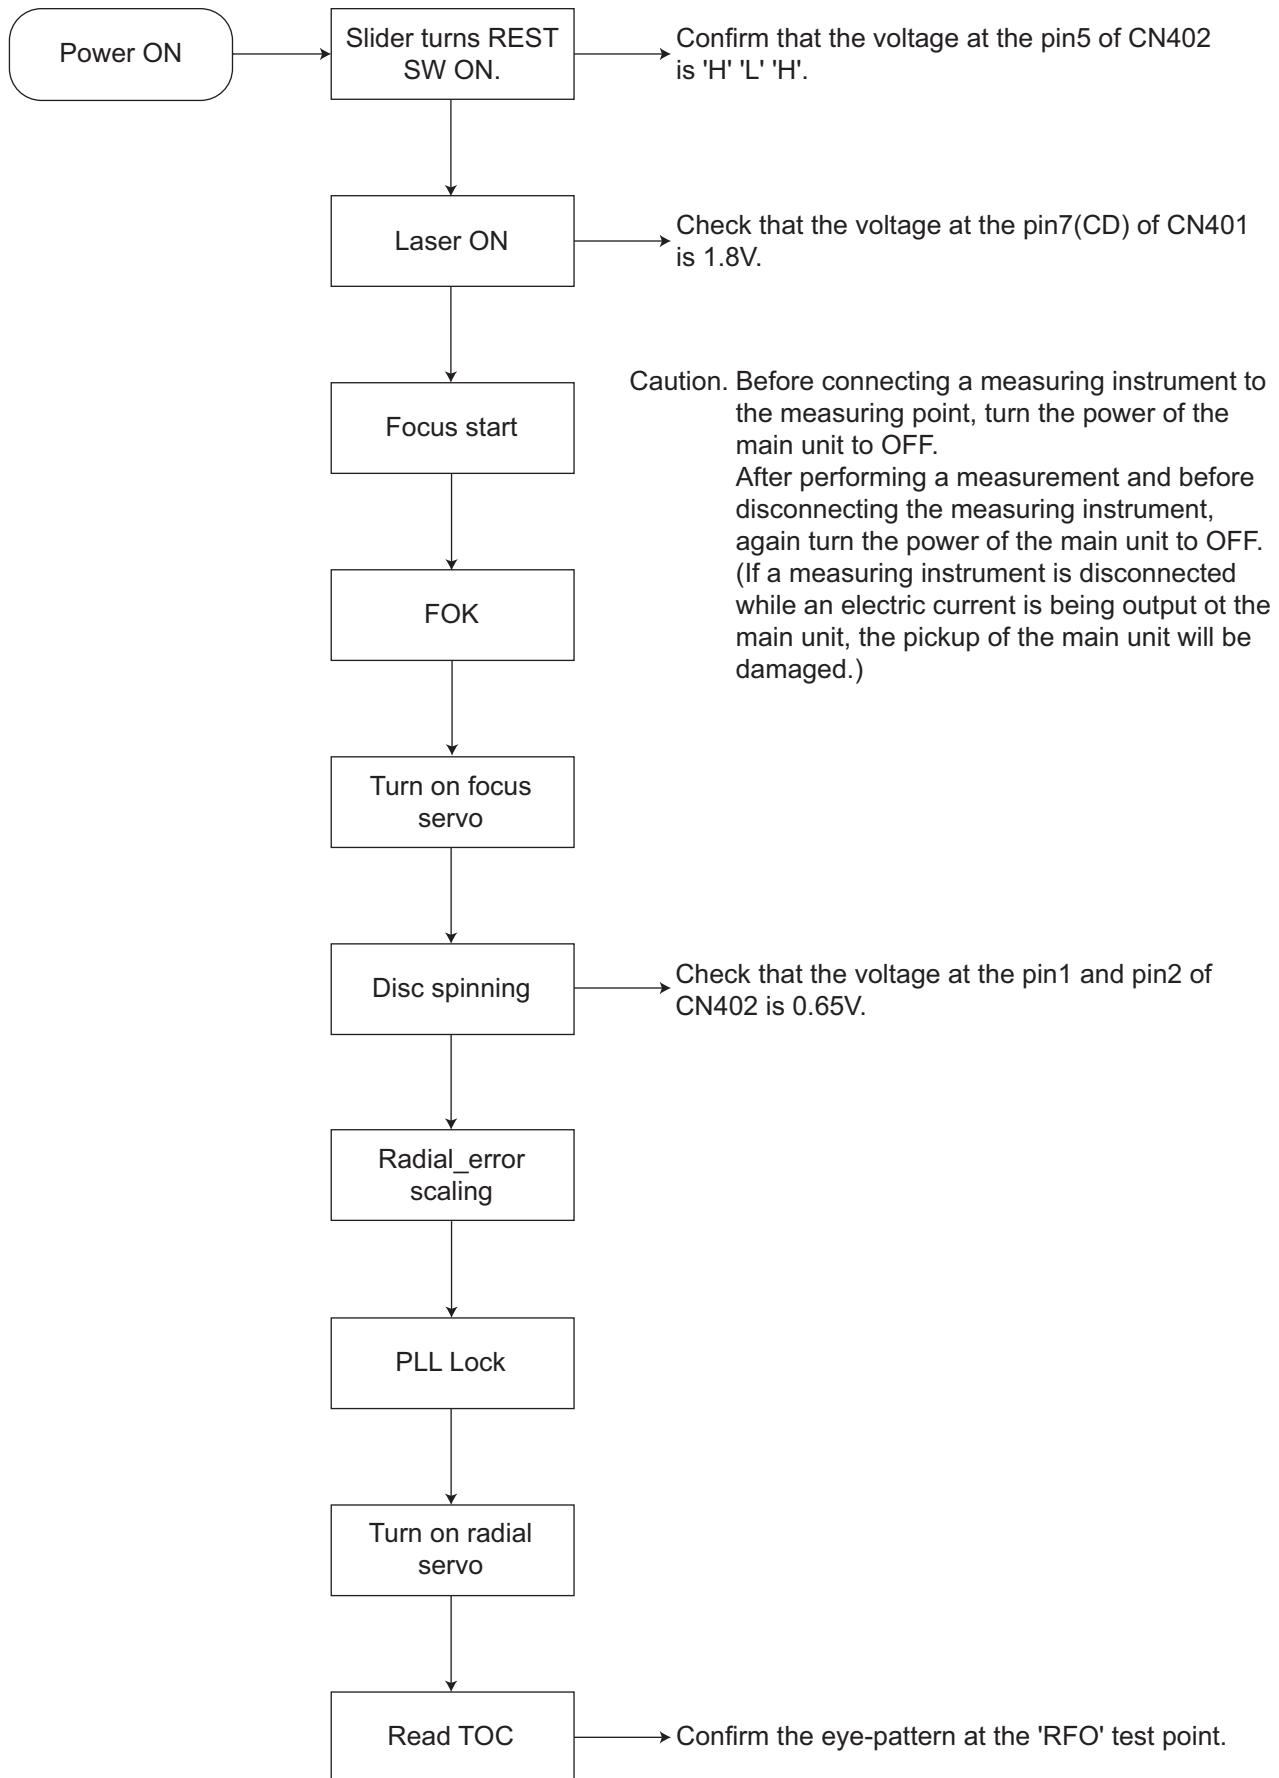 Power ON
Slider turns REST
SW ON.
Confirm that the voltage at the pin5 of CN402
is 'H' 'L' 'H'.
Laser ON
Check that the voltage at the pin7(CD) of CN401
is 1.8V.
Focus start
Caution. Before connecting a measuring instrument to
the measuring point, turn the power of the
main unit to OFF.
After performing a measurement and before
disconnecting the measuring instrument,
again turn the power of the main unit to OFF.
(If a measuring instrument is disconnected
while an electric current is being output ot the
main unit, the pickup of the main unit will be
damaged.)
FOK
Turn on focus
servo
Disc spinning
Check that the voltage at the pin1 and pin2 of
CN402 is 0.65V.
Radial_error
scaling
PLL Lock
Turn on radial
servo
Read TOC
Confirm the eye-pattern at the 'RFO' test point.